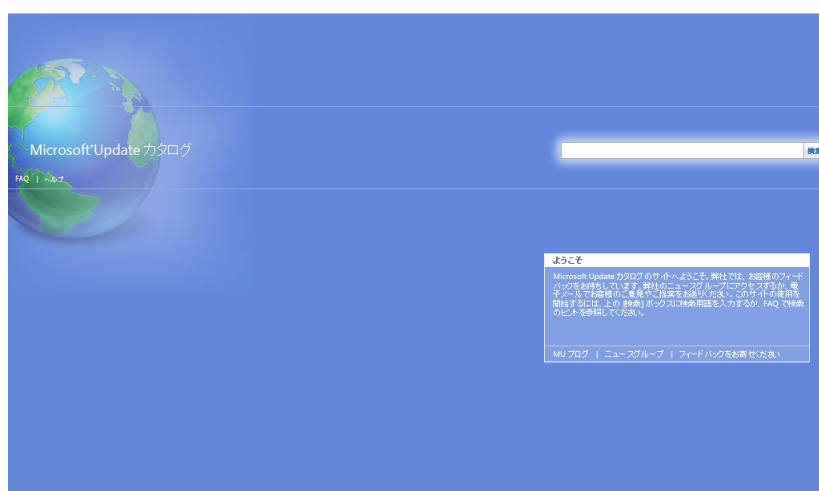 Microsoft Update カタログ
検索
FAQ | ヘルプ
ようこそ
Microsoft Update カタログのサイトへようこそ。弊社では、お客様のフィード
バックをお待ちしています。弊社のニュースグループにアクセスするか、電
子メールでお客様のご意見やご提案をお送りください。このサイトの使用を
開始するには、上の [検索] ボックスに検索用語を入力するか、FAQ で検索
のヒントを参照してください。
MU ブログ | ニュースグループ | フィードバックをお寄せください